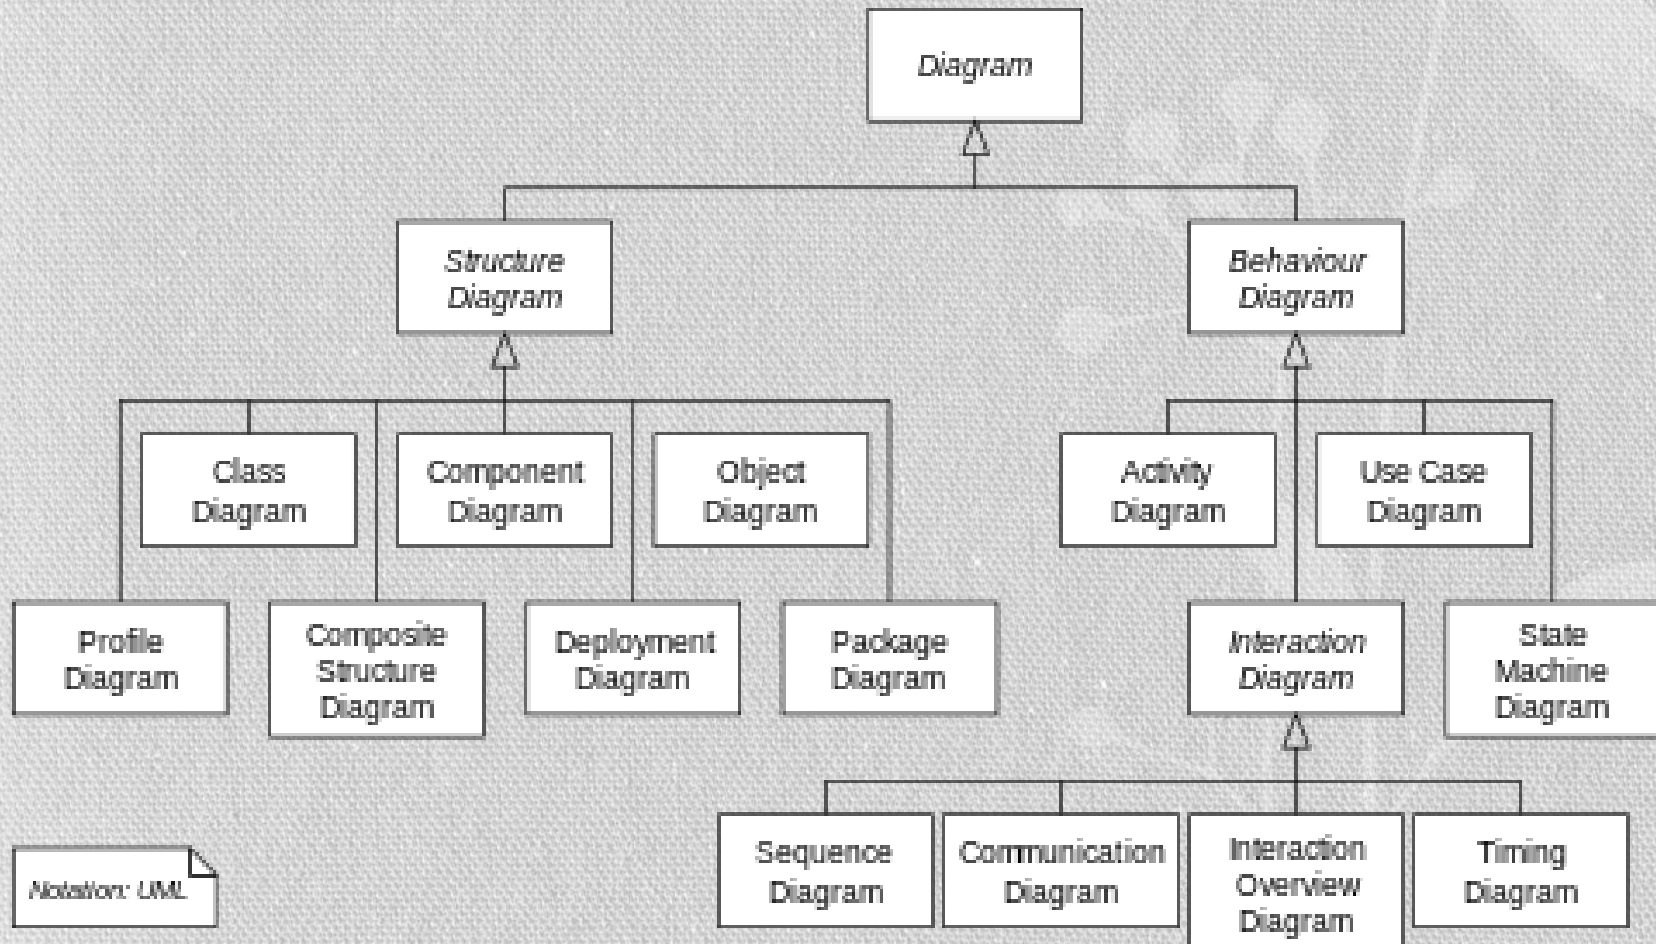 Diagram
Structure
Diagram
Behaviour
Diagram
Class
Diagram
Component
Diagram
Object
Diagram
Activity
Diagram
Use Case
Diagram
Profile
Diagram
Composite
Structure
Diagram
Deployment
Diagram
Package
Diagram
Interaction
Diagram
State
Machine
Diagram
Sequence
Diagram
Communication
Diagram
Interaction
Overview
Diagram
Timing
Diagram
Notation: UML